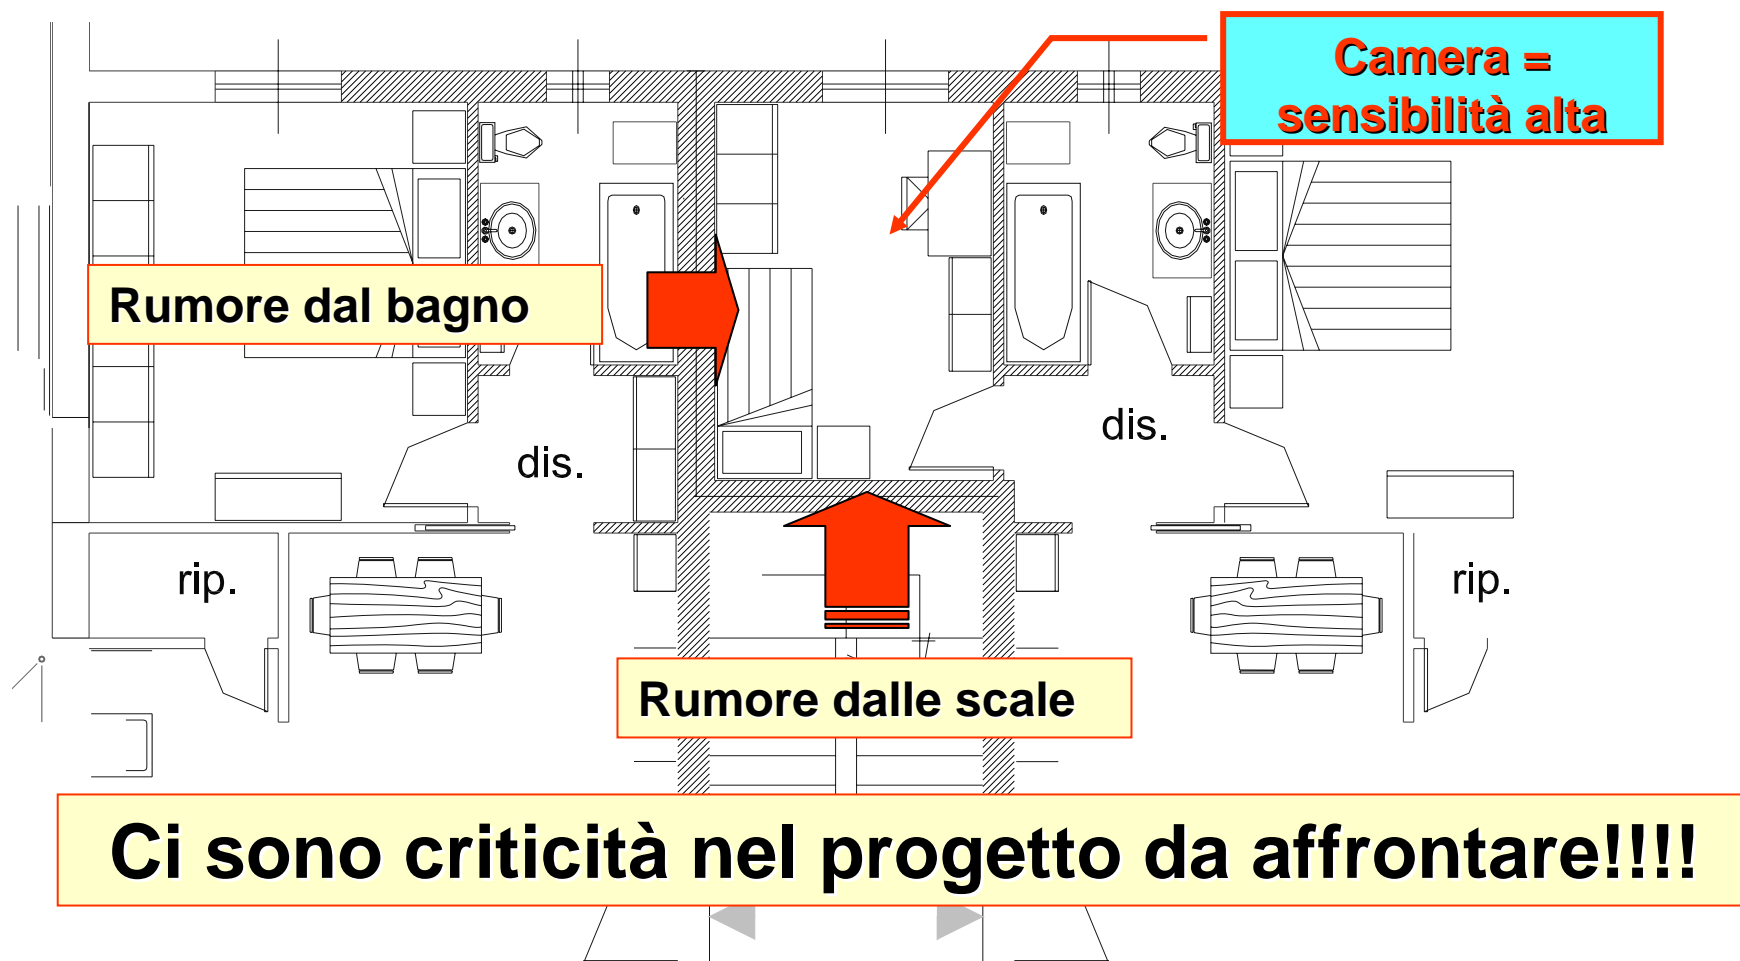 Camera =
sensibilità alta
Rumore dal bagno
dis.
dis.
rip.
rip.
Rumore dalle scale
Ci sono criticità nel progetto da affrontare!!!!